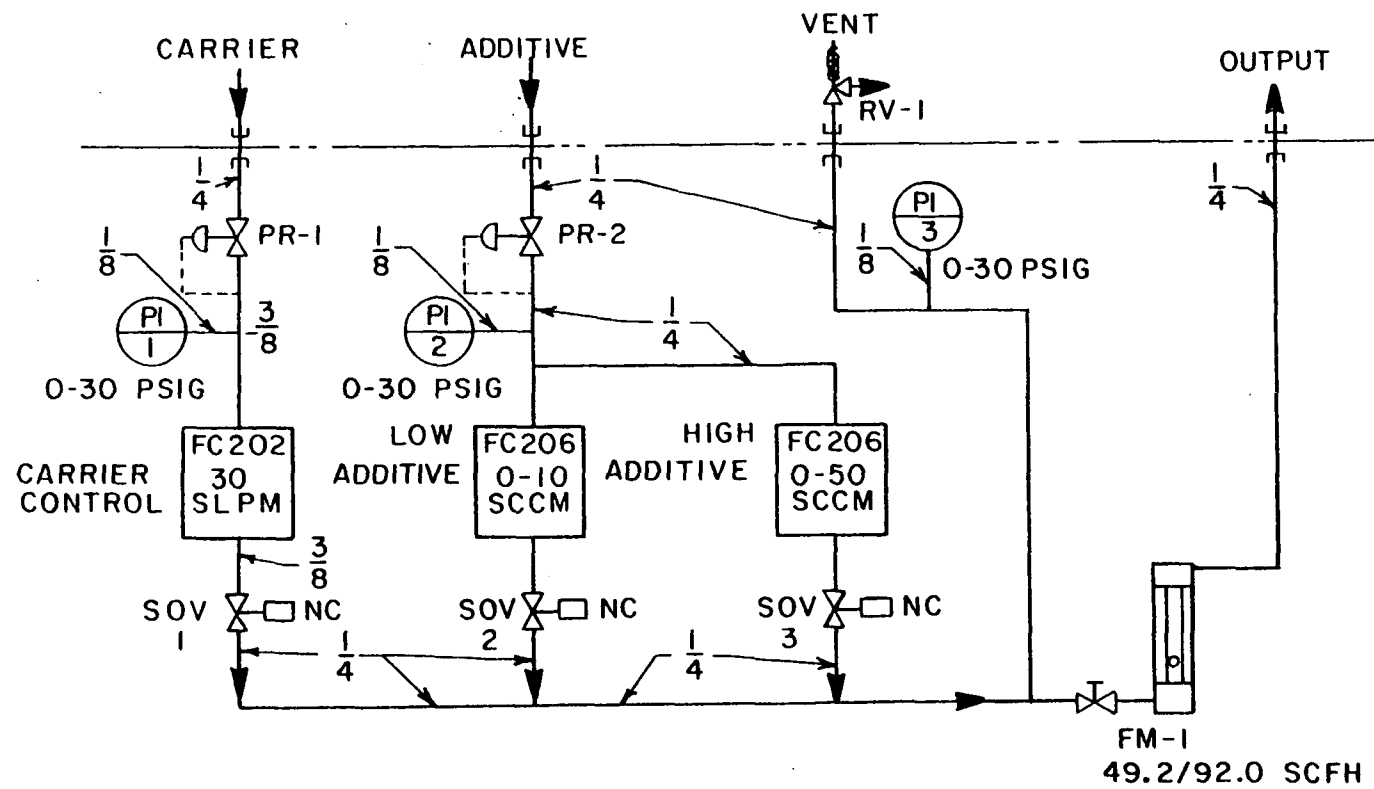 CARRIER
ADDITIVE
VENT
OUTPUT
RV-1
1/4
1/4
1/4
PI
3
PR-1
PR-2
1/8
1/8
1/8
0-30 PSIG
PI
1
3/8
PI
2
1/4
0-30 PSIG
0-30 PSIG
CARRIER
CONTROL
FC202
30
SLPM
LOW
ADDITIVE
FC206
0-10
SCCM
HIGH
ADDITIVE
FC206
0-50
SCCM
3/8
SOV
1
NC
SOV
2
NC
SOV
3
NC
1/4
1/4
FM-1
49.2/92.0 SCFH